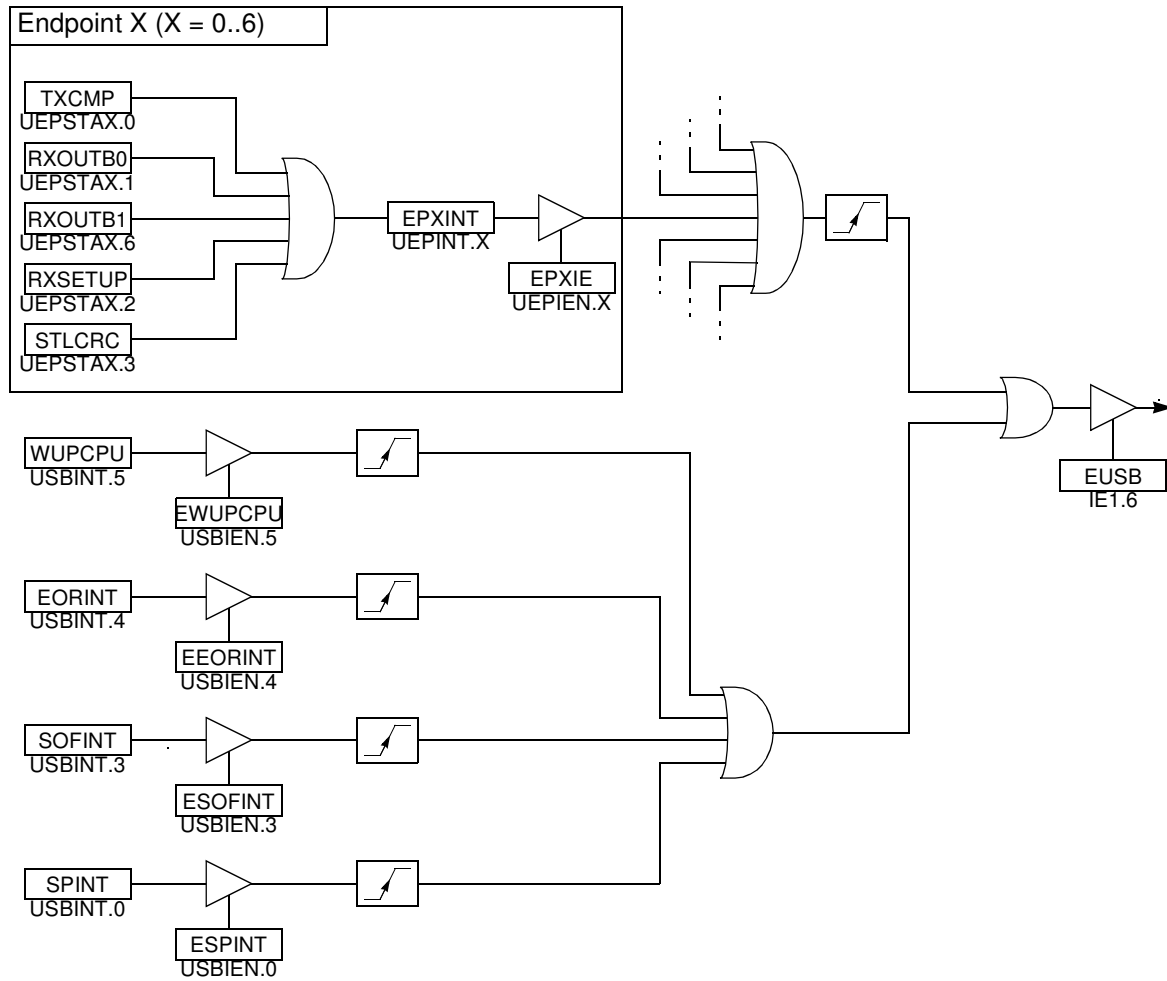 Endpoint X (X = 0..6)
TXCMP
UEPSTAX.0
RXOUTB0
UEPSTAX.1
RXOUTB1
UEPSTAX.6
RXSETUP
UEPSTAX.2
STLCRC
UEPSTAX.3
EPXINT
UEPINT.X
EPXIE
UEPIEN.X
WUPCPU
USBINT.5
EWUPCPU
USBIEN.5
EUSB
IE1.6
EORINT
USBINT.4
EEORINT
USBIEN.4
SOFINT
USBINT.3
ESOFINT
USBIEN.3
SPINT
USBINT.0
ESPINT
USBIEN.0